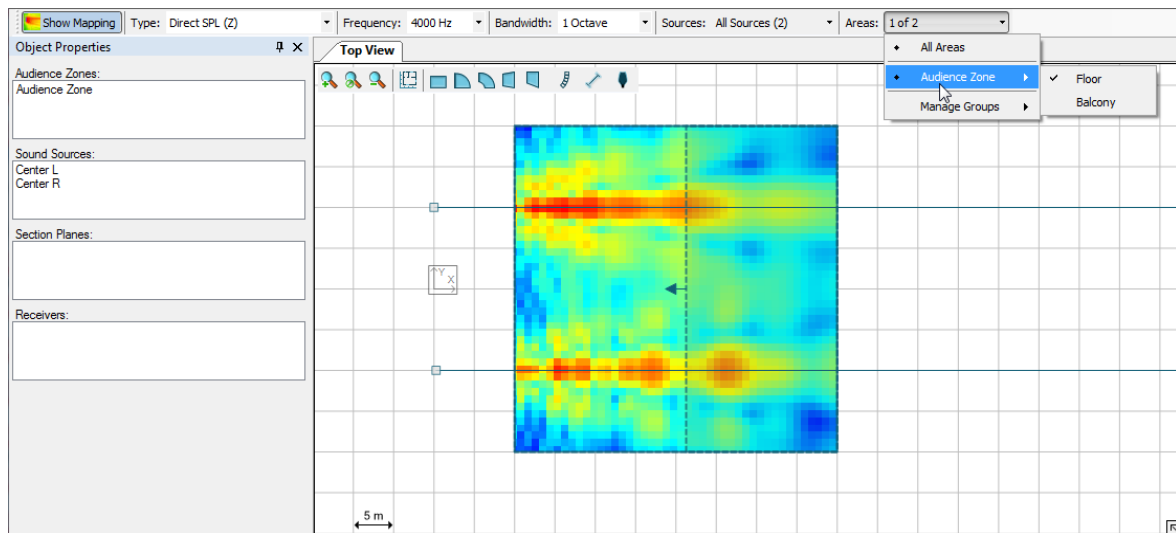 Show Mapping Type: Direct SPL (Z) Frequency: 4000 Hz Bandwidth: 1 Octave Sources: All Sources (2) Areas: 1 of 2
Object Properties
Audience Zones:
Audience Zone
Sound Sources:
Center L
Center R
Section Planes:
Receivers:
Top View
Y
X
5 m
All Areas
Audience Zone
Manage Groups
Floor
Balcony